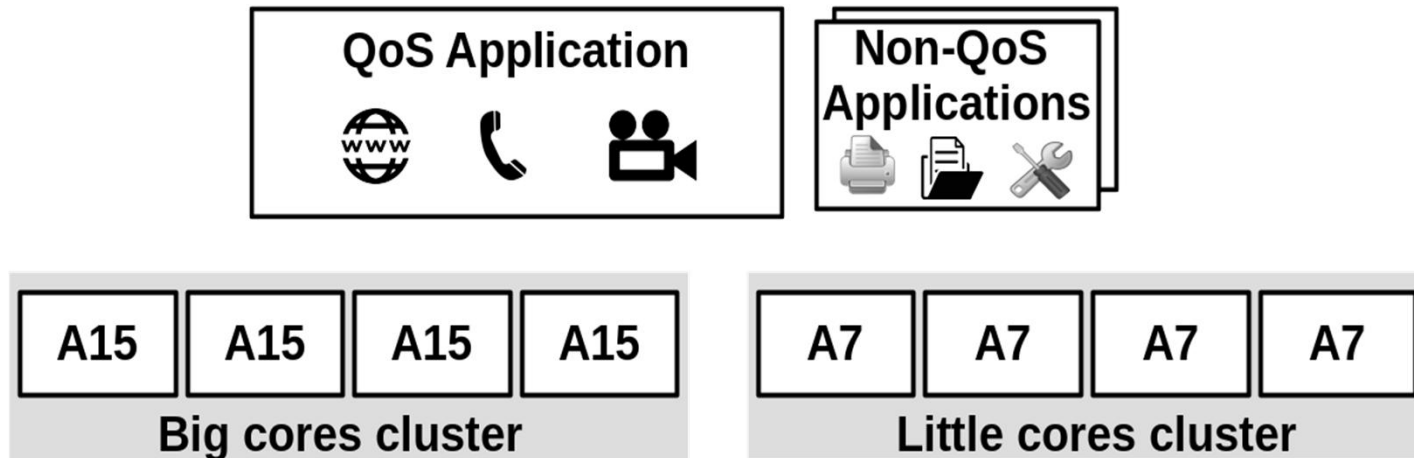 QoS Application
www
Non-QoS
Applications
A15 A15 A15 A15
Big cores cluster
A7 A7 A7 A7
Little cores cluster